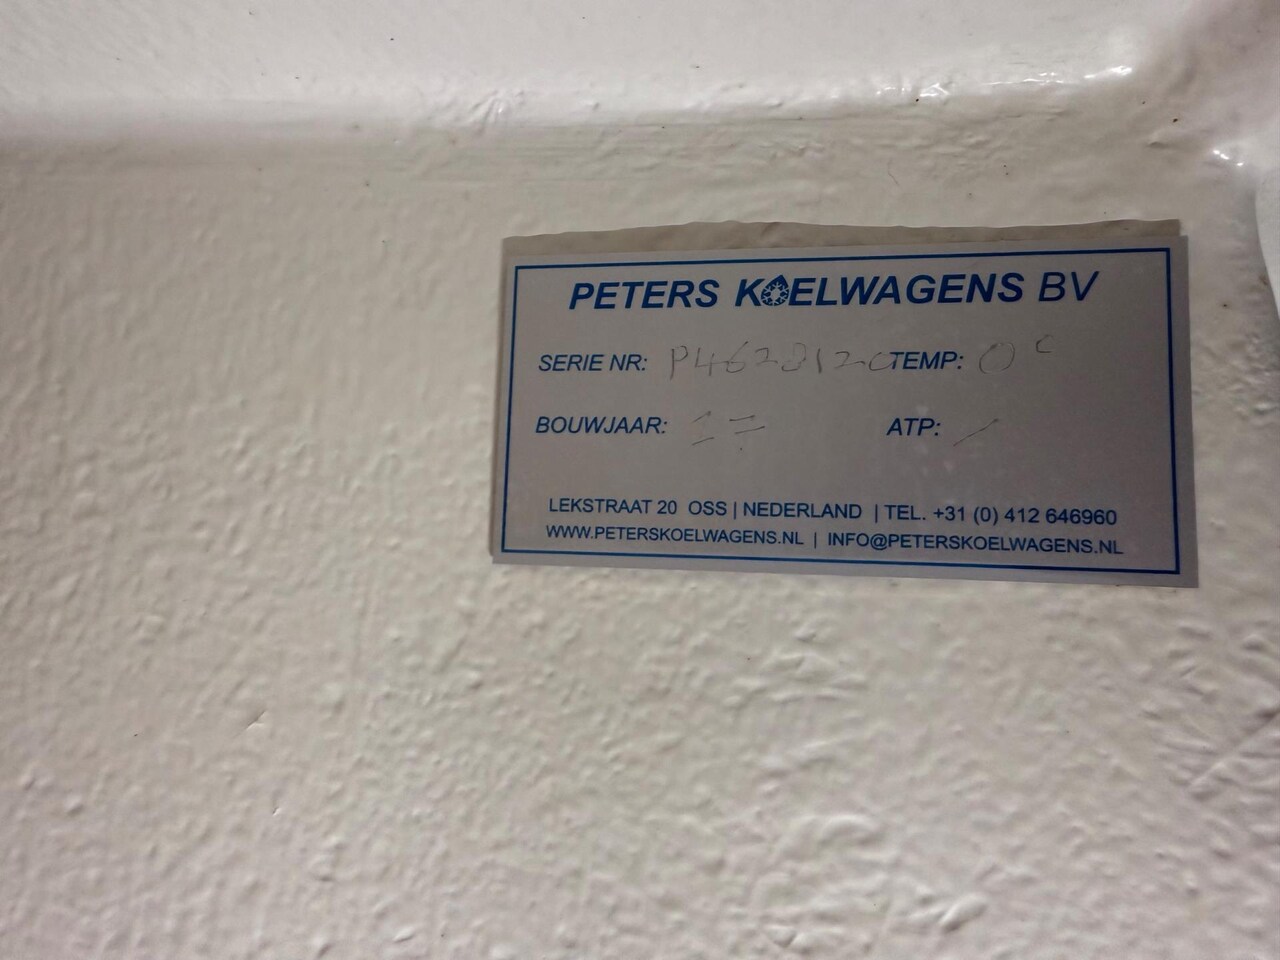 PETERS KOELWAGENS BV
SERIE NR: TEMP: 0°
BOUWJAAR: ATP: /
LEKSTRAAT 20 OSS | NEDERLAND | TEL. +31 (0) 412 646960
WWW.PETERSKOELWAGENS.NL | INFO@PETERSKOELWAGENS.NL